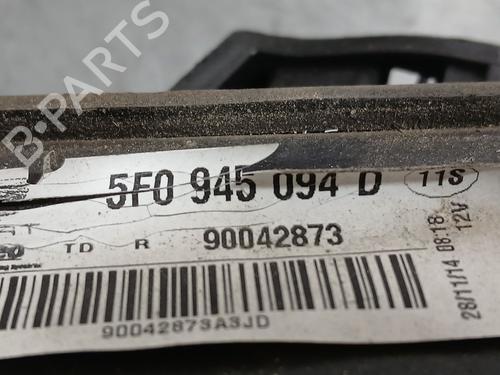 B-PARTS
5F0 945 094 D 11S
TD R 90042873
28/11/14 08:18
12V
90042873A3JD